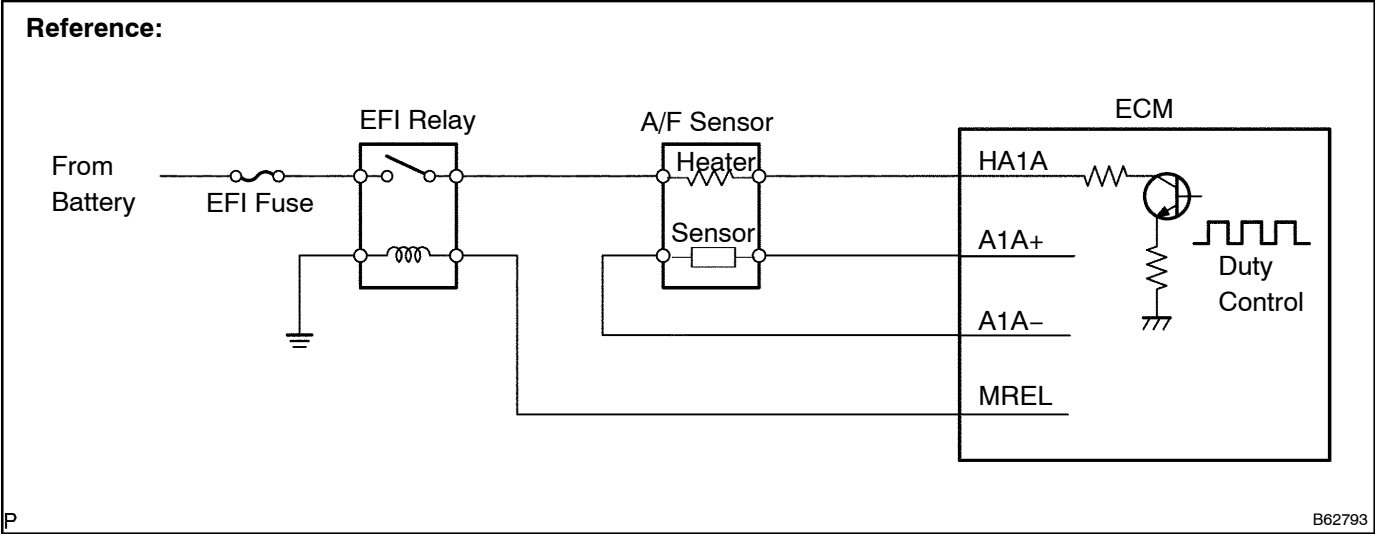 Reference:
EFI Relay
A/F Sensor
ECM
From
Battery
EFI Fuse
Heater
Sensor
HA1A
A1A+
A1A−
MREL
Duty
Control
P
B62793